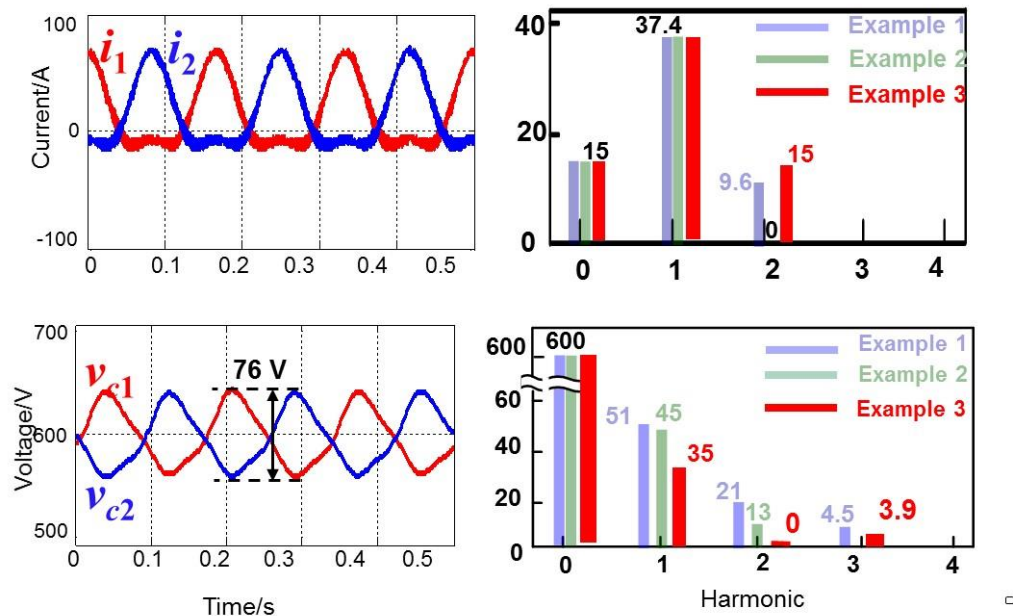 100
i1
i2
0
-100
Current/A
0 0.1 0.2 0.3 0.4 0.5
40
20
0
37.4
15
9.6
0
15
Example 1
Example 2
Example 3
0 1 2 3 4
700
600
500
Voltage/V
vc1
vc2
76 V
0 0.1 0.2 0.3 0.4 0.5
Time/s
600
60
40
20
0
600
51
45
35
21
13
0
4.5
3.9
Example 1
Example 2
Example 3
0 1 2 3 4
Harmonic